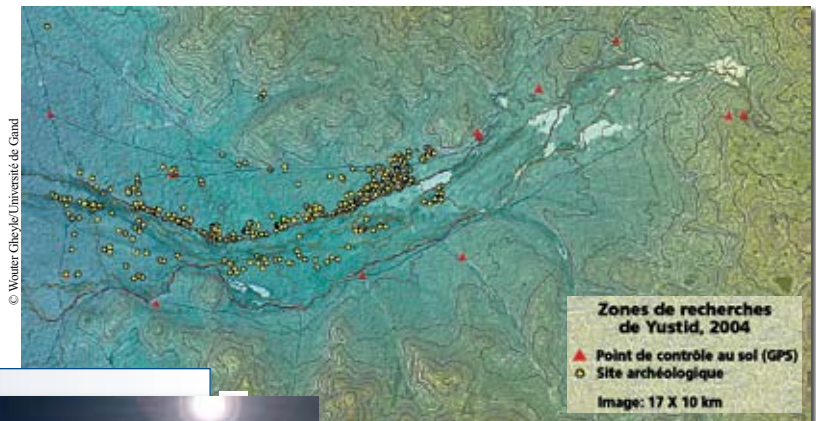 © Wouter Gheyle/Université de Gand
Zones de recherches
de Yustid, 2004
Point de contrôle au sol (GPS)
Site archéologique
Image: 17 X 10 km